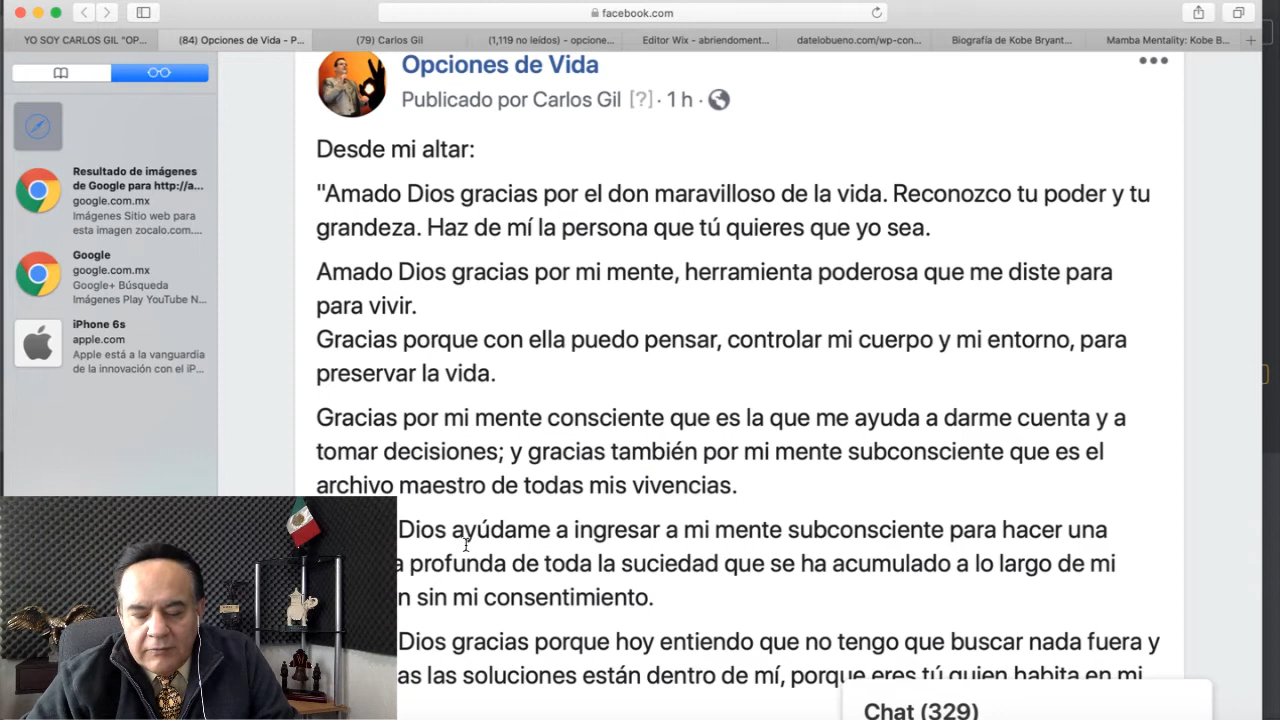 facebook.com
YO SOY CARLOS GIL "OP...
(84) Opciones de Vida - P...
(79) Carlos Gil
(1,119 no leídos) - opcione...
Editor Wix - abriendoment...
datelobueno.com/wp-con...
Biografía de Kobe Bryant...
Mamba Mentality: Kobe B...
Resultado de imágenes
de Google para http://a...
google.com.mx
Imágenes Sitio web para
esta imagen zocalo.com....
Google
google.com.mx
Google+ Búsqueda
Imágenes Play YouTube N...
iPhone 6s
apple.com
Apple está a la vanguardia
de la innovación con el iP...
Opciones de Vida
Publicado por Carlos Gil [?] · 1 h ·
Desde mi altar:
"Amado Dios gracias por el don maravilloso de la vida. Reconozco tu poder y tu
grandeza. Haz de mí la persona que tú quieres que yo sea.
Amado Dios gracias por mi mente, herramienta poderosa que me diste para
para vivir.
Gracias porque con ella puedo pensar, controlar mi cuerpo y mi entorno, para
preservar la vida.
Gracias por mi mente consciente que es la que me ayuda a darme cuenta y a
tomar decisiones; y gracias también por mi mente subconsciente que es el
archivo maestro de todas mis vivencias.
Dios ayúdame a ingresar a mi mente subconsciente para hacer una
a profunda de toda la suciedad que se ha acumulado a lo largo de mi
n sin mi consentimiento.
Dios gracias porque hoy entiendo que no tengo que buscar nada fuera y
as las soluciones están dentro de mí, porque eres tú quien habita en mi
Chat (329)